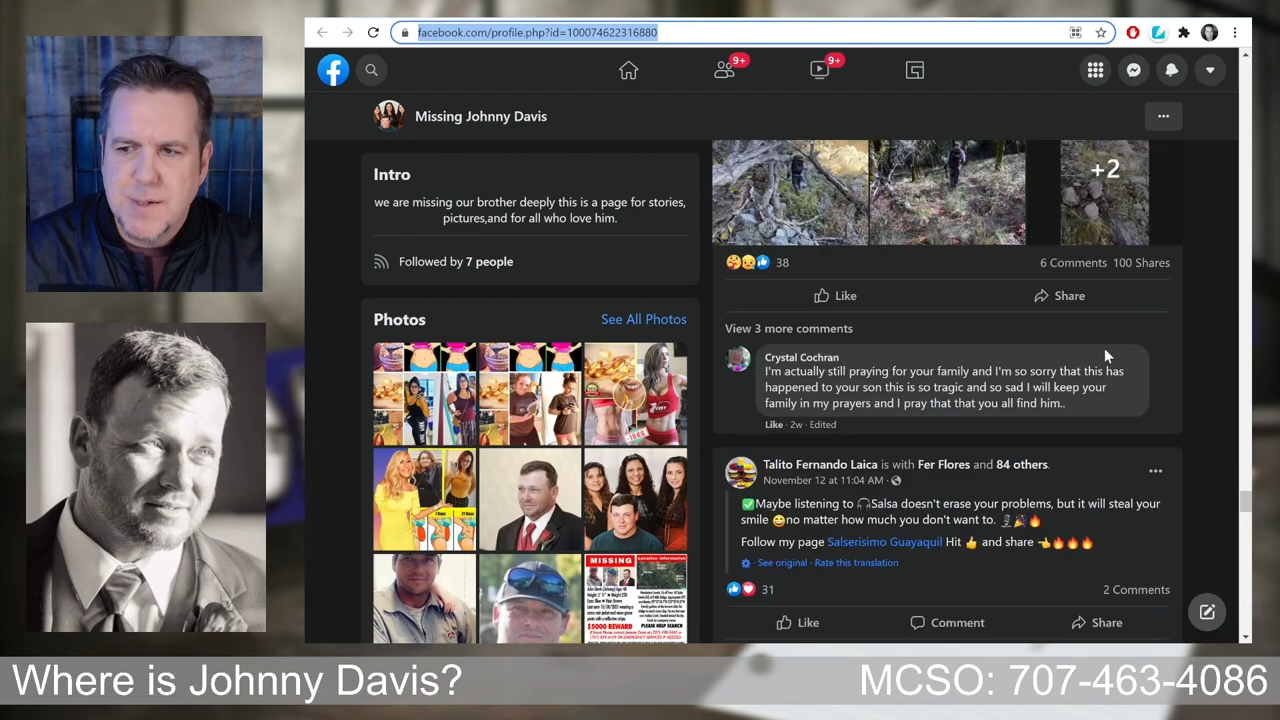 facebook.com/profile.php?id=100074622316880
9+
9+
Missing Johnny Davis
Intro
we are missing our brother deeply this is a page for stories,
pictures,and for all who love him.
Followed by 7 people
Photos
See All Photos
MISSING
$5000 REWARD
PLEASE HELP SEARCH
+2
38
6 Comments 100 Shares
Like
Share
View 3 more comments
Crystal Cochran
I'm actually still praying for your family and I'm so sorry that this has
happened to your son this is so tragic and so sad I will keep your
family in my prayers and I pray that that you all find him..
Like · 2w · Edited
Talito Fernando Laica is with Fer Flores and 84 others.
November 12 at 11:04 AM ·
✅Maybe listening to 🎧Salsa doesn't erase your problems, but it will steal your
smile 😄no matter how much you don't want to. 🕺🎉🔥
Follow my page Salserisimo Guayaquil Hit 👍 and share 👈🔥🔥🔥
· See original · Rate this translation
31
2 Comments
Like
Comment
Share
Where is Johnny Davis?
MCSO: 707-463-4086